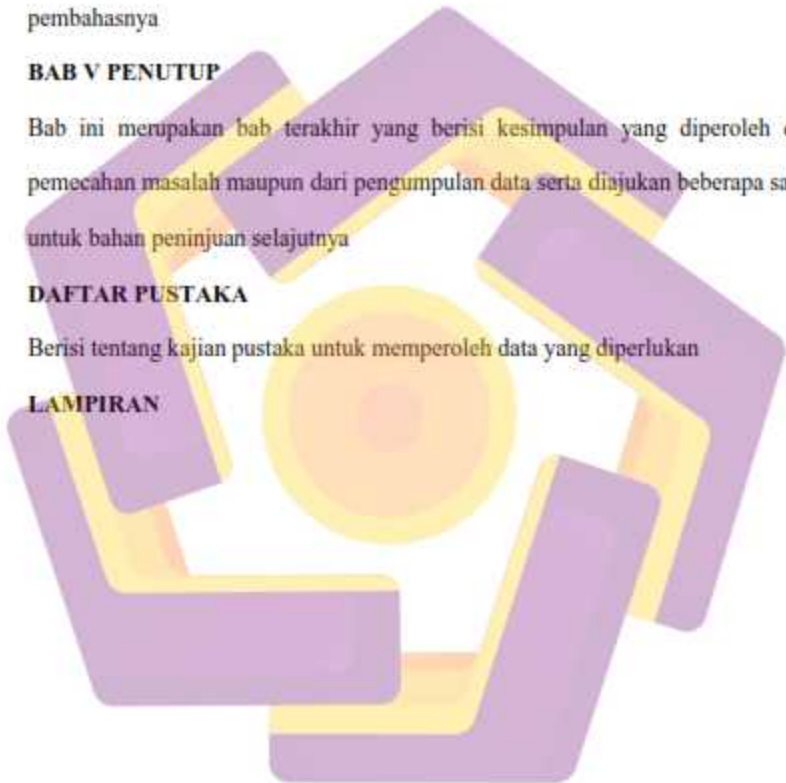 pembahasnya
BAB V PENUTUP
Bab ini merupakan bab terakhir yang berisi kesimpulan yang diperoleh
pemecahan masalah maupun dari pengumpulan data serta diajukan beberapa
untuk bahan peninjuan selajutnya
DAFTAR PUSTAKA
Berisi tentang kajian pustaka untuk memperoleh data yang diperlukan
LAMPIRAN